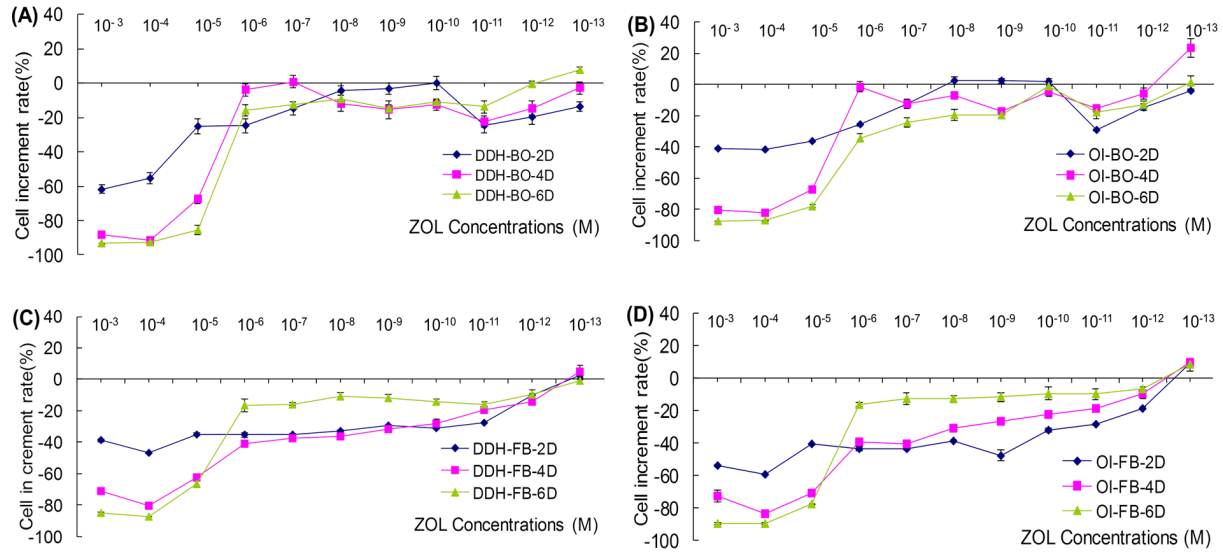 (A)
10-3 10-4 10-5 10-6 10-7 10-8 10-9 10-10 10-11 10-12 10-13
Cell increment rate(%)
40
20
0
-20
-40
-60
-80
-100
DDH-BO-2D
DDH-BO-4D
DDH-BO-6D
ZOL Concentrations (M)
(B)
10-3 10-4 10-5 10-6 10-7 10-8 10-9 10-10 10-11 10-12 10-13
Cell increment rate(%)
40
20
0
-20
-40
-60
-80
-100
OI-BO-2D
OI-BO-4D
OI-BO-6D
ZOL Concentrations (M)
(C)
10-3 10-4 10-5 10-6 10-7 10-8 10-9 10-10 10-11 10-12 10-13
Cell in crement rate(%)
40
20
0
-20
-40
-60
-80
-100
DDH-FB-2D
DDH-FB-4D
DDH-FB-6D
ZOL Concentrations (M)
(D)
10-3 10-4 10-5 10-6 10-7 10-8 10-9 10-10 10-11 10-12 10-13
Cell increment rate(%)
40
20
0
-20
-40
-60
-80
-100
OI-FB-2D
OI-FB-4D
OI-FB-6D
ZOL Concentrations (M)